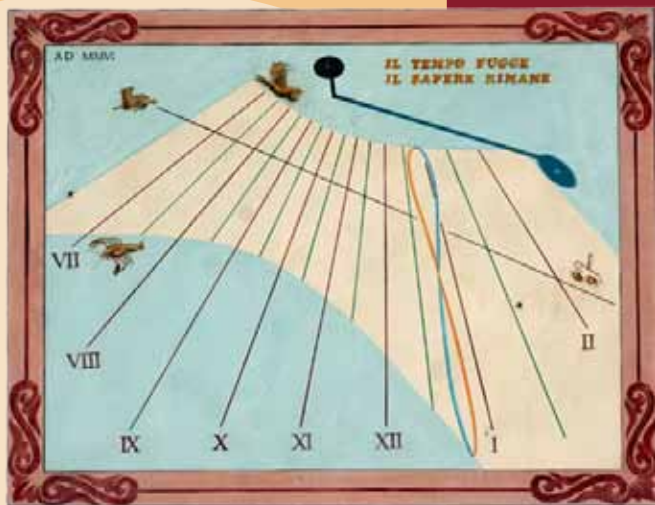 AD MMVI
IL TEMPO FUGGE
IL SAPERE RIMANE
VII
VIII
IX
X
XI
XII
I
II